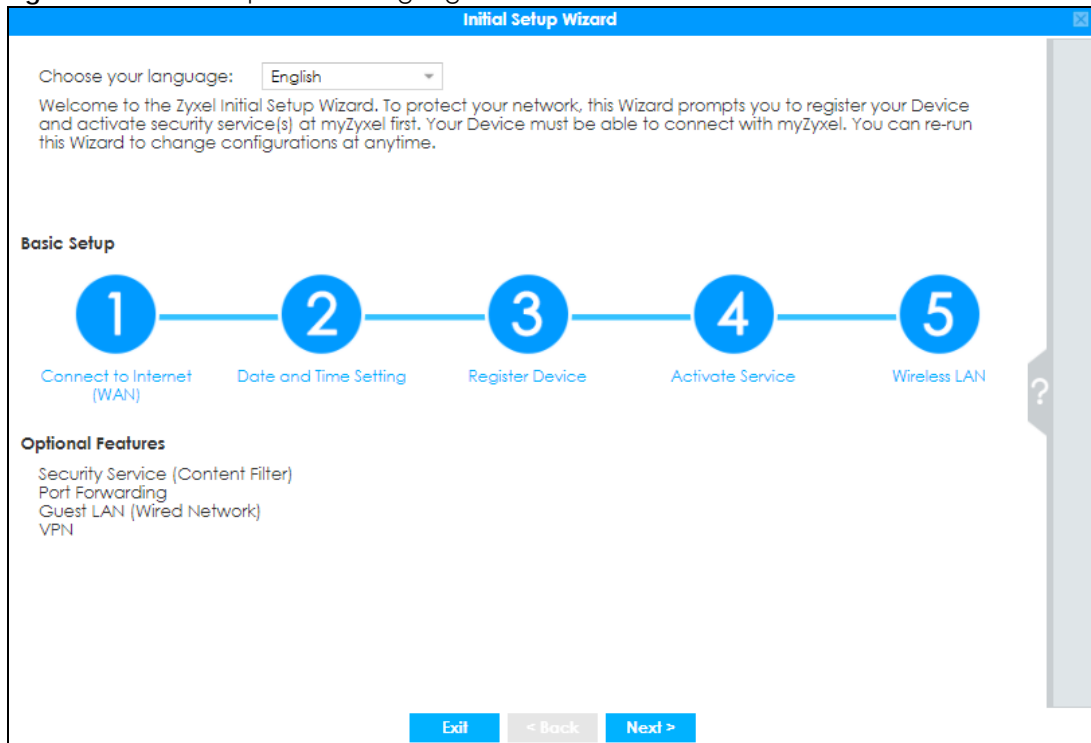 Initial Setup Wizard
Choose your language: English
Welcome to the Zyxel Initial Setup Wizard. To protect your network, this Wizard prompts you to register your Device
and activate security service(s) at myZyxel first. Your Device must be able to connect with myZyxel. You can re-run
this Wizard to change configurations at anytime.
Basic Setup
1 2 3 4 5
Connect to Internet Date and Time Setting Register Device Activate Service Wireless LAN
(WAN)
?
Optional Features
Security Service (Content Filter)
Port Forwarding
Guest LAN (Wired Network)
VPN
Exit < Back Next >